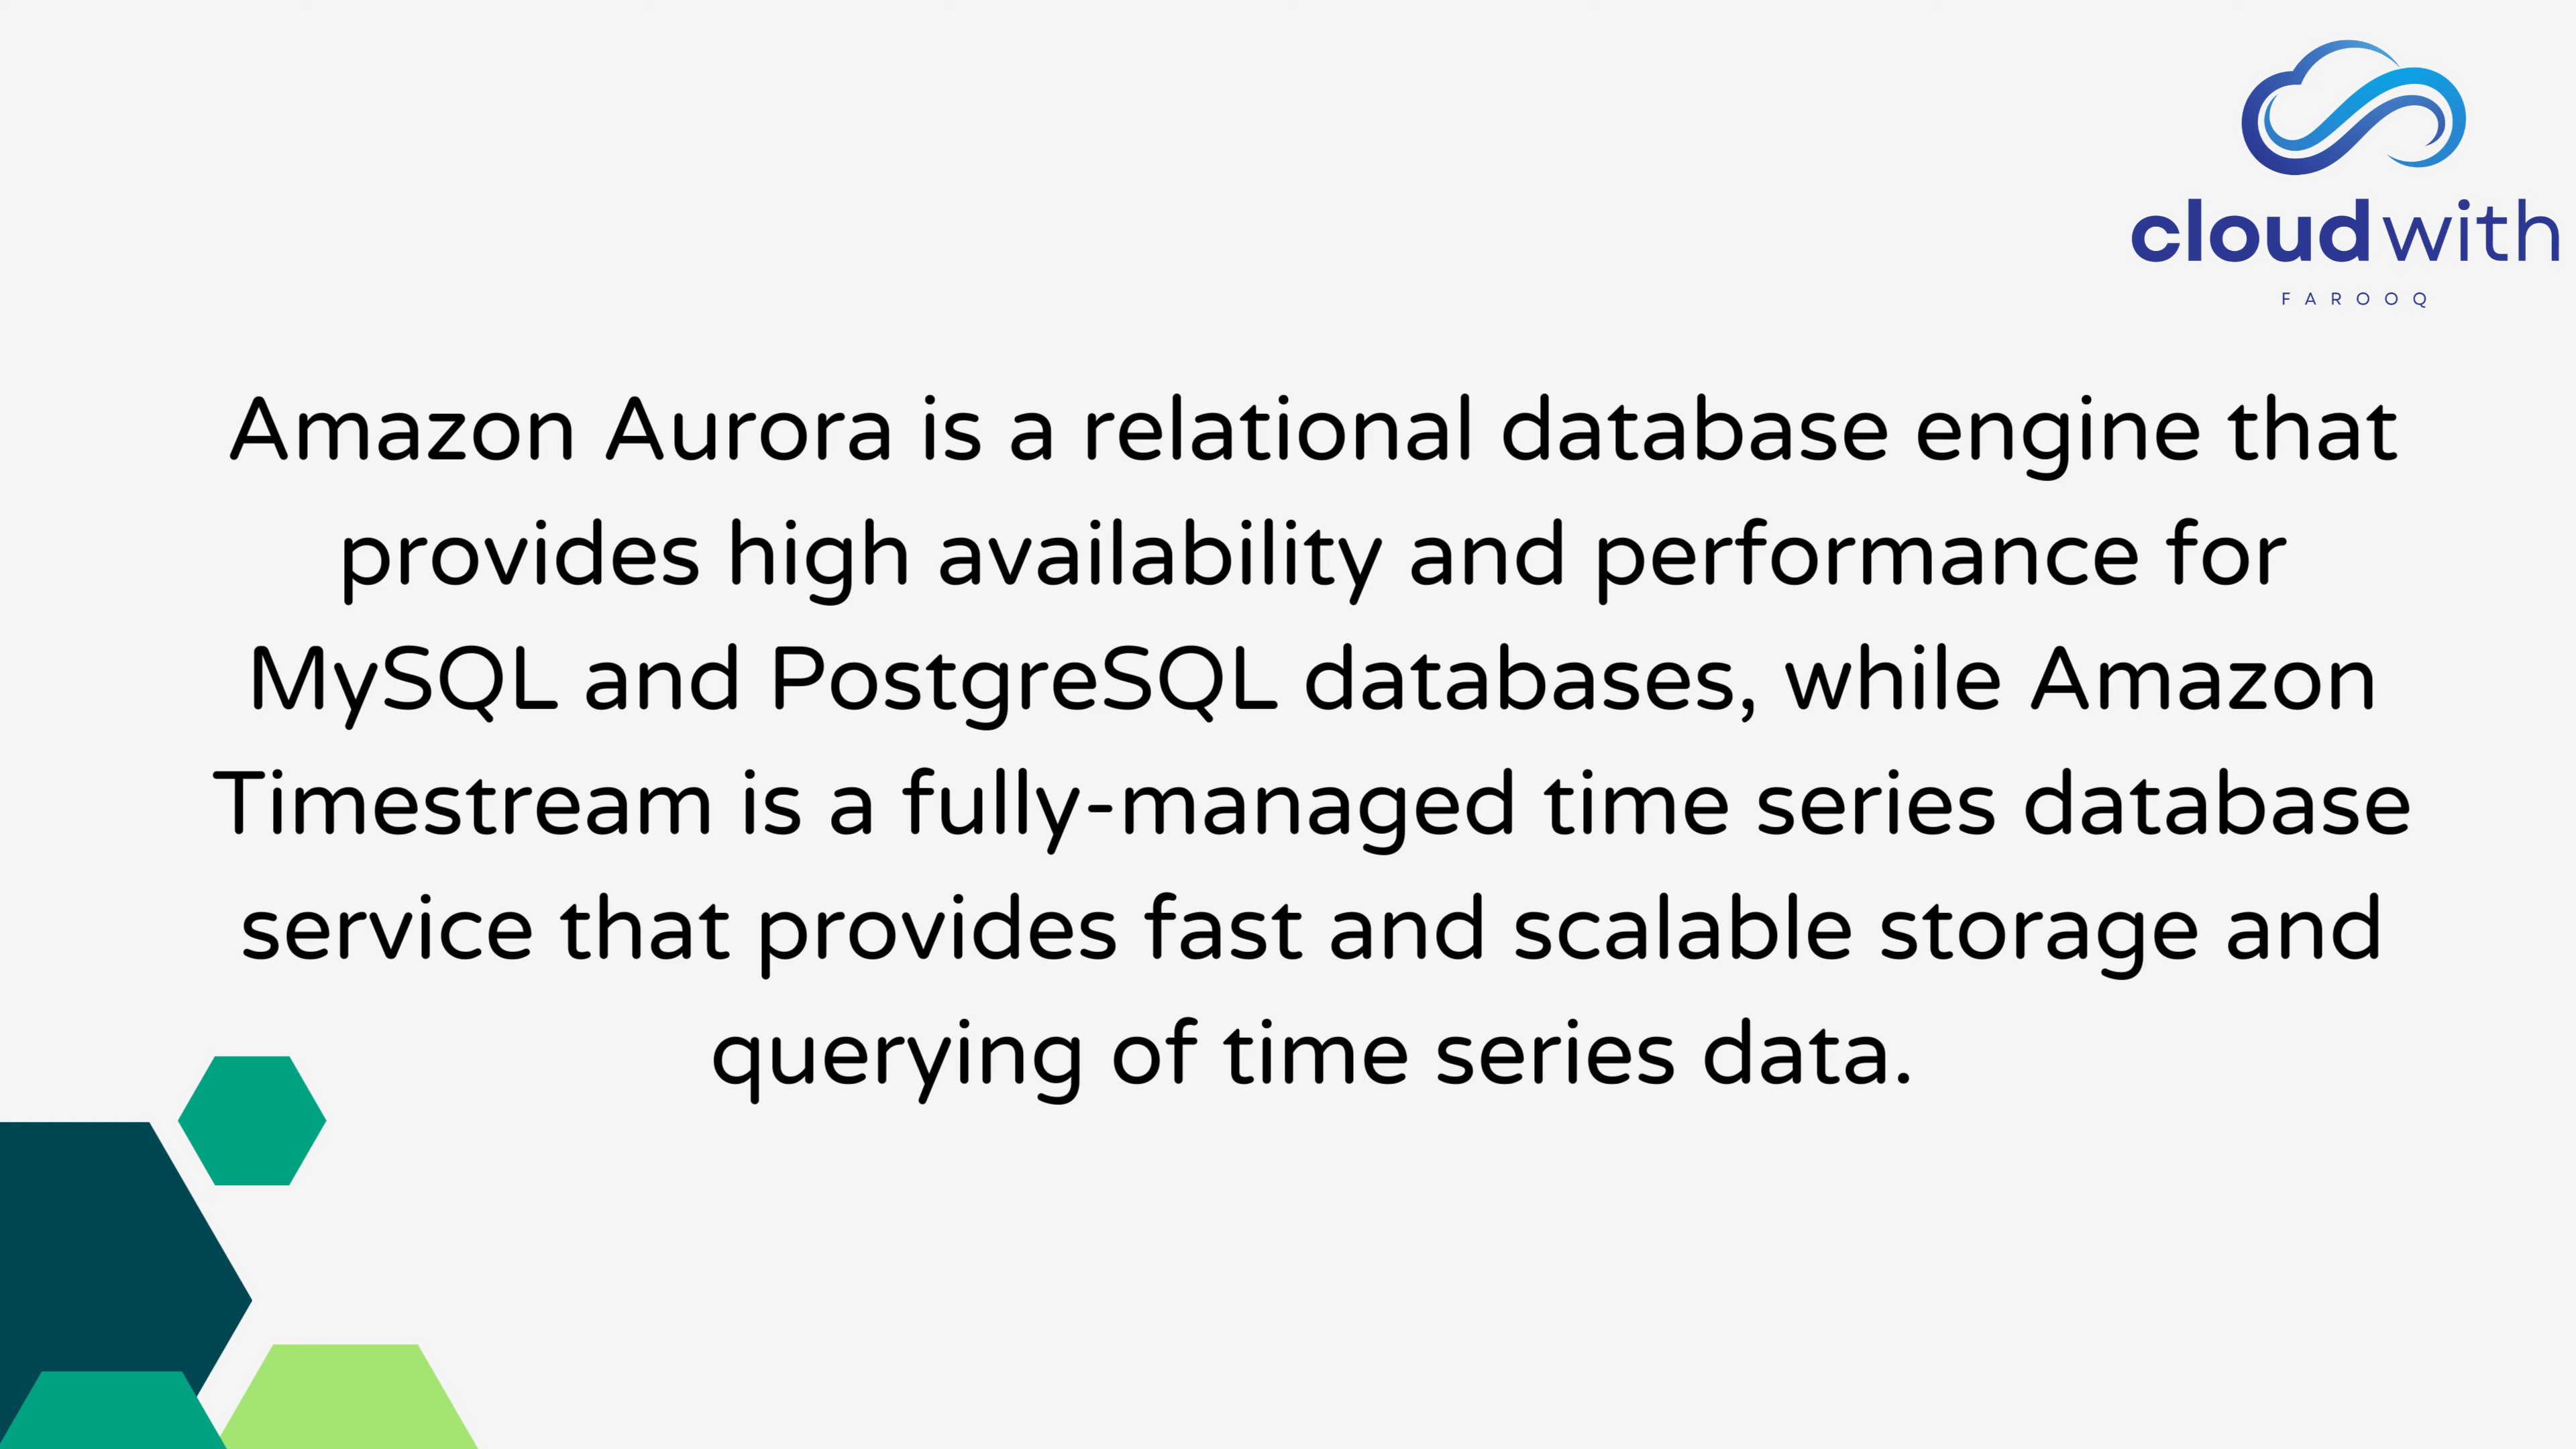 cloud with
FAROOQ
Amazon Aurora is a relational database engine that
provides high availability and performance for
MySQL and PostgreSQL databases, while Amazon
Timestream is a fully-managed time series database
service that provides fast and scalable storage and
querying of time series data.